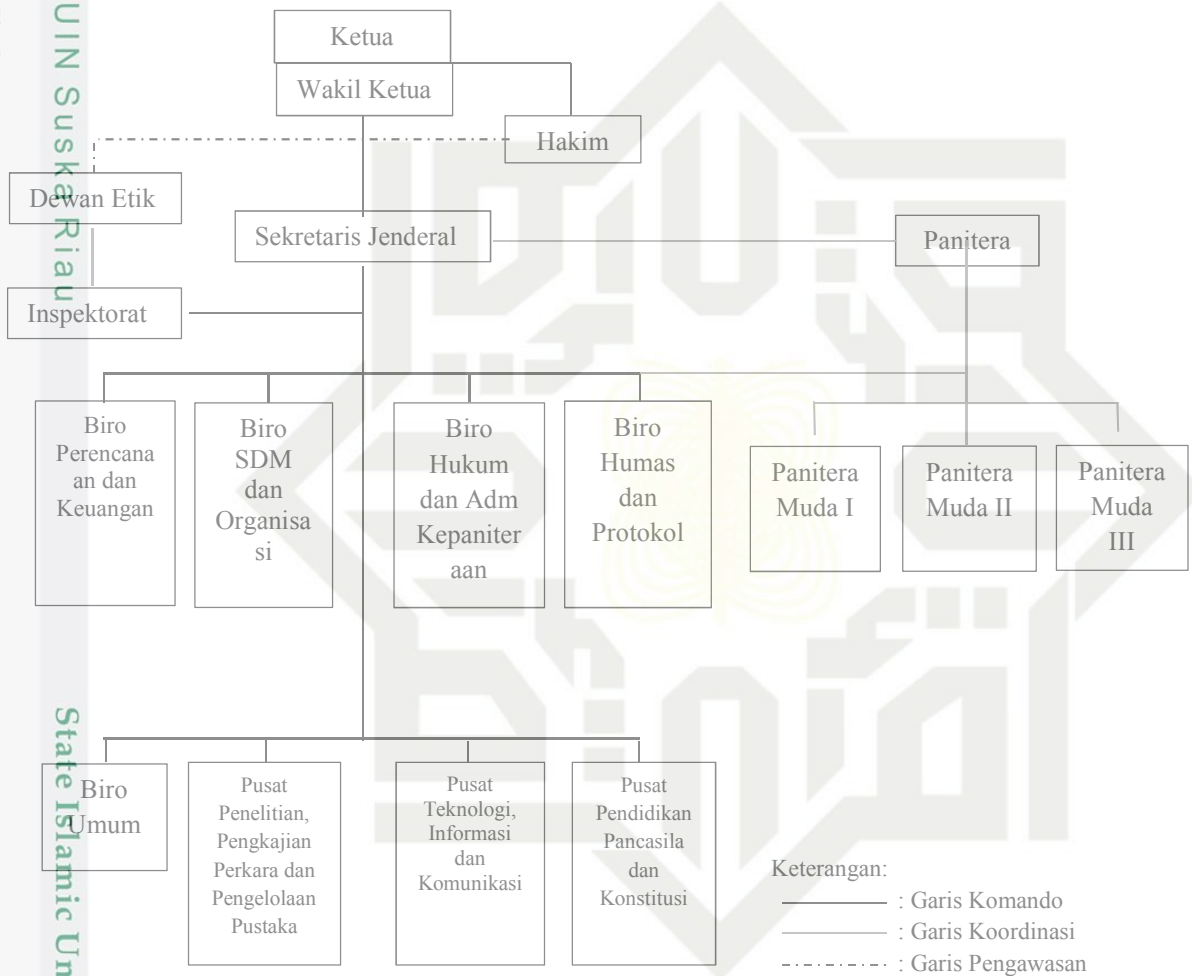 UIN Suska Riau
Ketua
Wakil Ketua
Hakim
Dewan Etik
Sekretaris Jenderal
Panitera
Inspektorat
Biro
Perencana
an dan
Keuangan
Biro
SDM
dan
Organisa
si
Biro
Hukum
dan Adm
Kepaniter
aan
Biro
Humas
dan
Protokol
Panitera
Muda I
Panitera
Muda II
Panitera
Muda
III
State Islamic Un
Biro
Umum
Pusat
Penelitian,
Pengkajian
Perkara dan
Pengelolaan
Pustaka
Pusat
Teknologi,
Informasi
dan
Komunikasi
Pusat
Pendidikan
Pancasila
dan
Konstitusi
Keterangan:
: Garis Komando
: Garis Koordinasi
: Garis Pengawasan